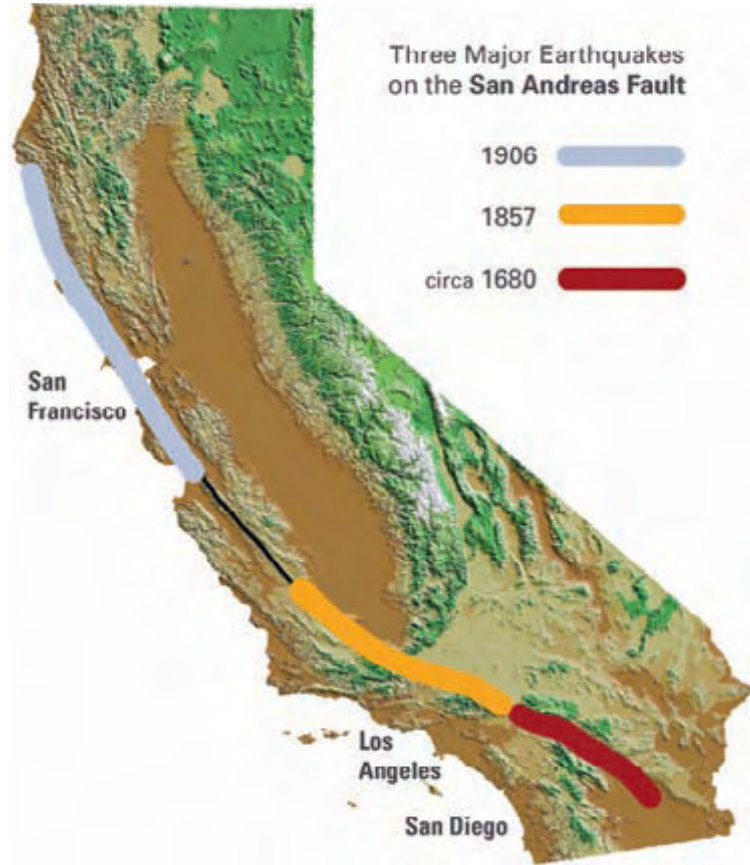 Three Major Earthquakes
on the San Andreas Fault
1906
1857
circa 1680
San
Francisco
Los
Angeles
San Diego